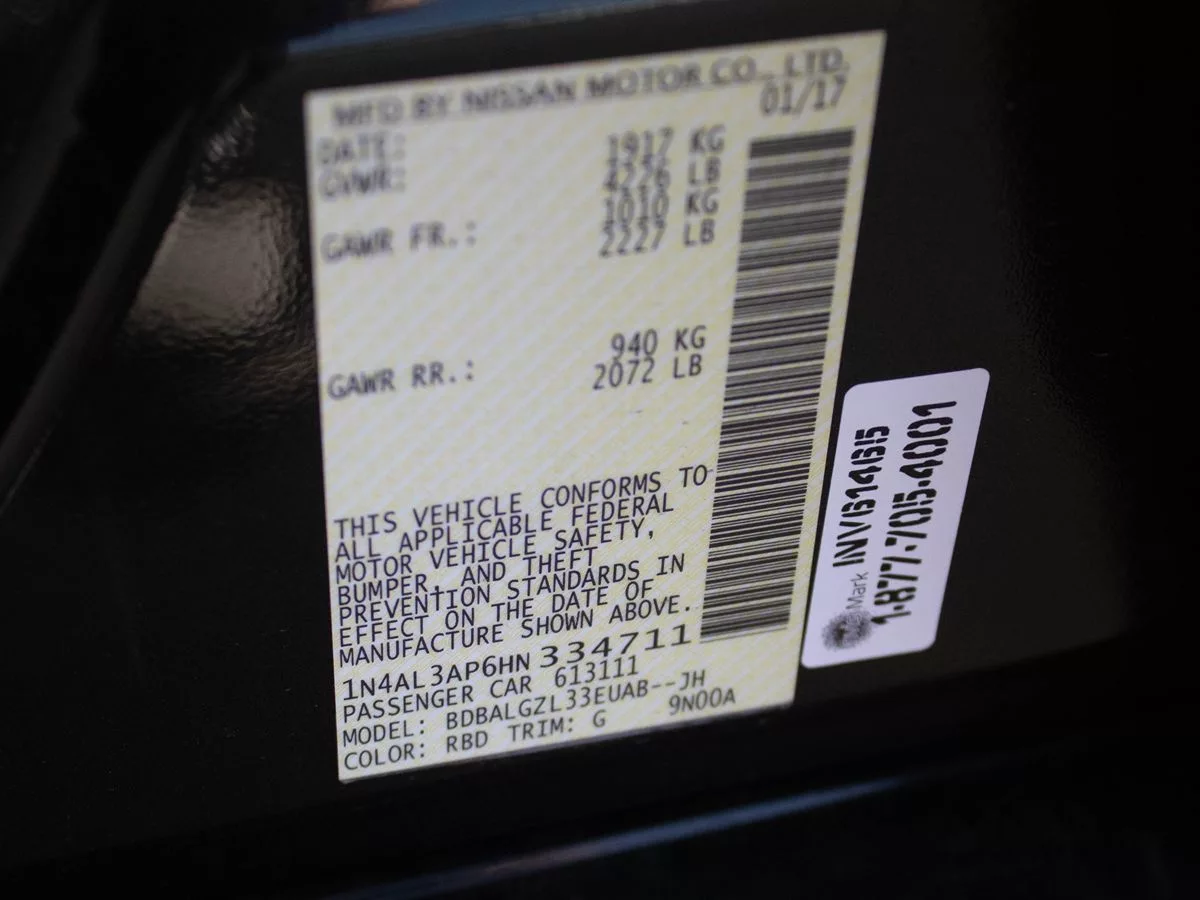 MFD BY NISSAN MOTOR CO., LTD.
DATE: 01/17
GVWR: 1917 KG
4226 LB
GAWR FR.: 1010 KG
2227 LB
GAWR RR.: 940 KG
2072 LB
THIS VEHICLE CONFORMS TO
ALL APPLICABLE FEDERAL
MOTOR VEHICLE SAFETY,
BUMPER, AND THEFT
PREVENTION STANDARDS IN
EFFECT ON THE DATE OF
MANUFACTURE SHOWN ABOVE.
1N4AL3AP6HN334711
PASSENGER CAR 613111
MODEL: BDBALGZL33EUAB--JH
COLOR: RBD TRIM: G 9N00A
Mark INV614615
1-877-705-4001